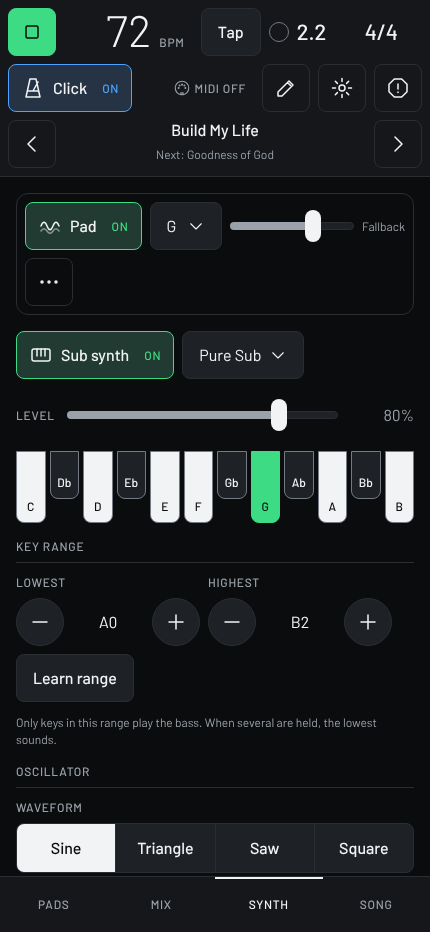 72 BPM Tap 2.2 4/4
Click ON MIDI OFF
Build My Life
Next: Goodness of God
Pad ON G Fallback
Sub synth ON Pure Sub
LEVEL 80%
Db Eb Gb Ab Bb
C D E F G A B
KEY RANGE
LOWEST HIGHEST
A0 B2
Learn range
Only keys in this range play the bass. When several are held, the lowest
sounds.
OSCILLATOR
WAVEFORM
Sine Triangle Saw Square
PADS MIX SYNTH SONG